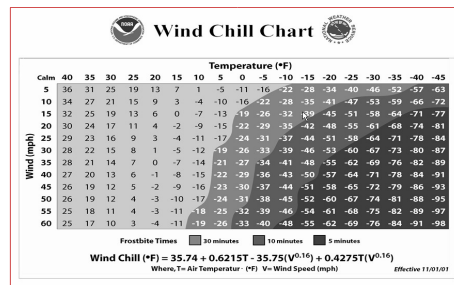 Wind Chill Chart
Temperature (°F)
Calm 40 35 30 25 20 15 10 5 0 -5 -10 -15 -20 -25 -30 -35 -40 -45
5 36 31 25 19 13 7 1 -5 -11 -16 -22 -28 -34 -40 -46 -52 -57 -63
10 34 27 21 15 9 3 -4 -10 -16 -22 -28 -35 -41 -47 -53 -59 -66 -72
15 32 25 19 13 6 0 -7 -13 -19 -26 -32 -39 -45 -51 -58 -64 -71 -77
20 30 24 17 11 4 -2 -9 -15 -22 -29 -35 -42 -48 -55 -61 -68 -74 -81
25 29 23 16 9 3 -4 -11 -17 -24 -31 -37 -44 -51 -58 -64 -71 -78 -84
30 28 22 15 8 1 -5 -12 -19 -26 -33 -39 -46 -53 -60 -67 -73 -80 -87
35 28 21 14 7 0 -7 -14 -21 -27 -34 -41 -48 -55 -62 -69 -76 -82 -89
40 27 20 13 6 -1 -8 -15 -22 -29 -36 -43 -50 -57 -64 -71 -78 -84 -91
45 26 19 12 5 -2 -9 -16 -23 -30 -37 -44 -51 -58 -65 -72 -79 -86 -93
50 26 19 12 4 -3 -10 -17 -24 -31 -38 -45 -52 -60 -67 -74 -81 -88 -95
55 25 18 11 4 -3 -11 -18 -25 -32 -39 -46 -54 -61 -68 -75 -82 -89 -97
60 25 17 10 3 -4 -11 -19 -26 -33 -40 -48 -55 -62 -69 -76 -84 -91 -98
Wind (mph)
Frostbite Times 30 minutes 10 minutes 5 minutes
Wind Chill (°F) = 35.74 + 0.6215T - 35.75(V0.16) + 0.4275T(V0.16)
Where, T= Air Temperatur· (°F) V= Wind Speed (mph) Effective 11/01/01